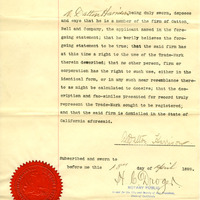 being duly sworn, deposes
and says that he is a member of the firm of Cutton,
Bell and Company, the applicant named in the fore-
going statement; that he verily believes the fore-
going statement to be true; that the said firm has
at this time a right to the use of the Trade-Mark
therein described; that no other person, firm or
corporation has the right to such use, either in the
identical form, or in any such near resemblance there-
to as might be calculated to deceive; that the des-
cription and fac-similes presented for record truly
represent the Trade-Mark sought to be registered,
and that the said firm is domiciled in the State of
California aforesaid.
Subscribed and sworn to
before me this day of April
NOTARY PUBLIC